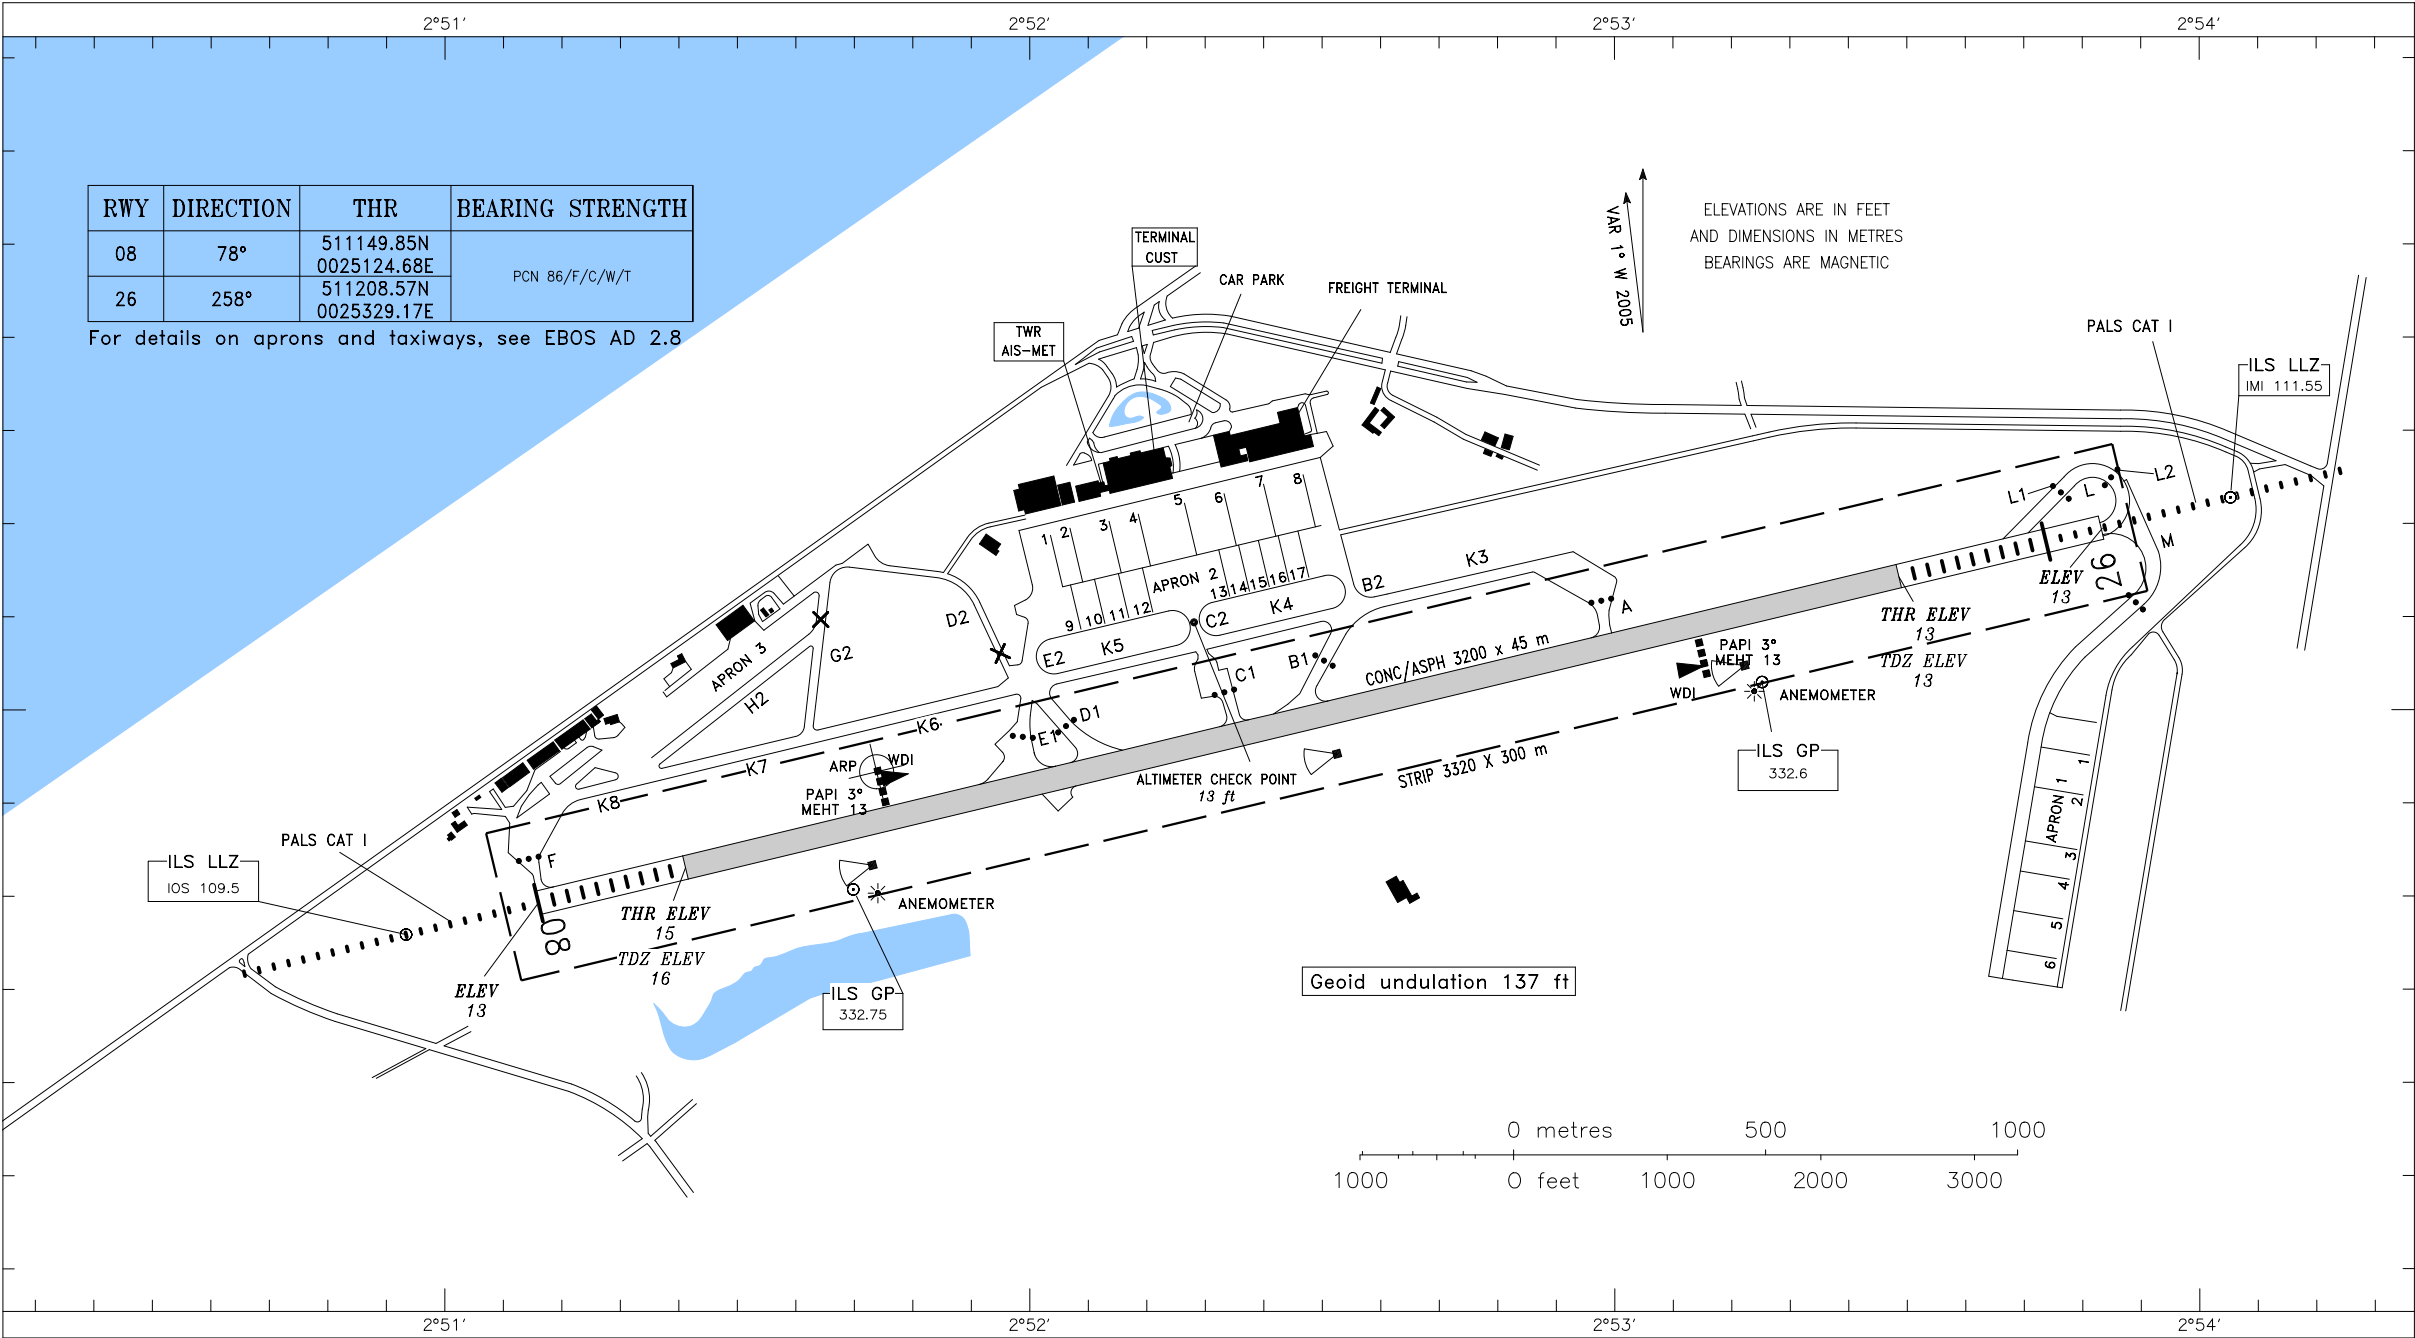 2°51'
2°52'
2°53'
2°54'
RWY DIRECTION THR BEARING STRENGTH
08 78° 511149.85N 0025124.68E PCN 86/F/C/W/T
26 258° 511208.57N 0025329.17E
For details on aprons and taxiways, see EBOS AD 2.8
VAR 1° W 2005
ELEVATIONS ARE IN FEET
AND DIMENSIONS IN METRES
BEARINGS ARE MAGNETIC
TERMINAL
CUST
CAR PARK
FREIGHT TERMINAL
TWR
AIS-MET
PALS CAT I
ILS LLZ
IMI 111.55
L2
L1
L
M
26
ELEV
13
THR ELEV
13
TDZ ELEV
13
1
2
3
4
5
6
7
8
APRON 2
9
10
11
12
13
14
15
16
17
B2
K3
K4
C2
K5
E2
D2
A
G2
APRON 3
H2
B1
C1
D1
E1
K6
K7
K8
CONC/ASPH 3200 x 45 m
STRIP 3320 X 300 m
PAPI 3°
MEHT 13
WDI
ANEMOMETER
ILS GP
332.6
ARP
WDI
PAPI 3°
MEHT 13
ALTIMETER CHECK POINT
13 ft
APRON 1
1
2
3
4
5
6
PALS CAT I
ILS LLZ
IOS 109.5
F
08
THR ELEV
15
TDZ ELEV
16
ELEV
13
ANEMOMETER
ILS GP
332.75
Geoid undulation 137 ft
0 metres 500 1000
1000 0 feet 1000 2000 3000
2°51'
2°52'
2°53'
2°54'